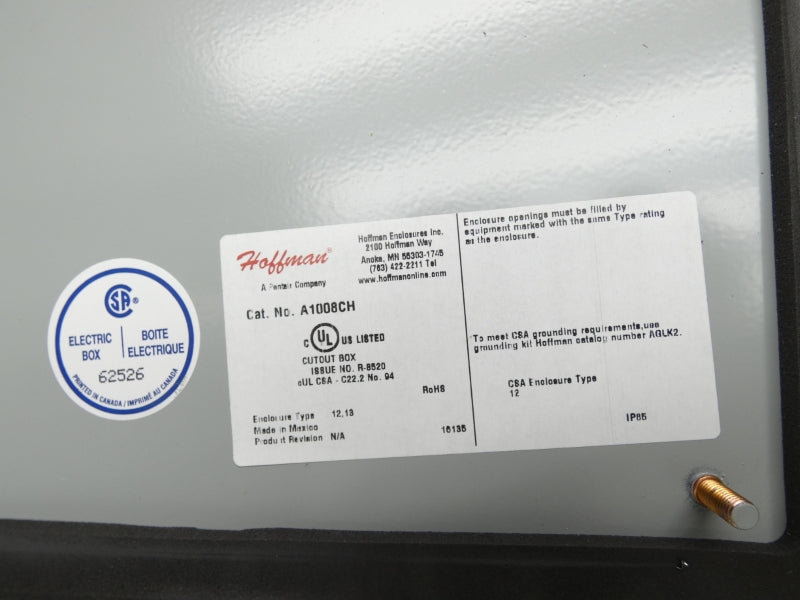 CSA ®
ELECTRIC BOX
BOITE ELECTRIQUE
62526
PRINTED IN CANADA / IMPRIMÉ AU CANADA
Hoffman®
A Pentair Company
Hoffman Enclosures Inc.
2100 Hoffman Way
Anoka, MN 55303-1745
(763) 422-2211 Tel
www.hoffmanonline.com
Cat. No. A1008CH
C UL US LISTED
CUTOUT BOX
ISSUE NO. R-8520
cUL CSA - C22.2 No. 94
RoHS
Enclosure Type 12,13
Made in Mexico
Product Revision N/A
16135
Enclosure openings must be filled by
equipment marked with the same Type rating
as the enclosure.
To meet CSA grounding requirements,use
grounding kit Hoffman catalog number AGLK2.
CSA Enclosure Type
12
IP65